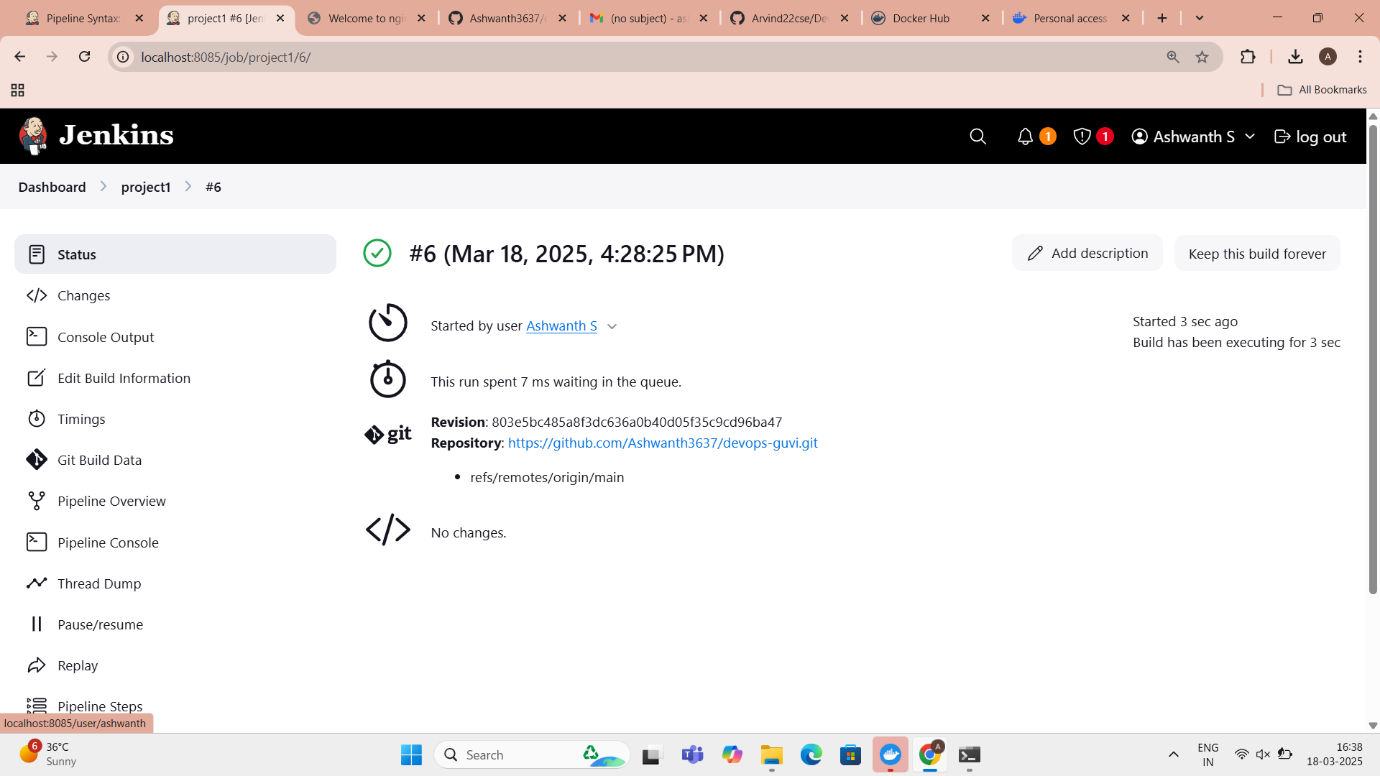 Pipeline Syntax:
project1 #6 [Jen
Welcome to ngi
Ashwanth3637/
(no subject) - as
Arvind22cse/De
Docker Hub
Personal access
localhost:8085/job/project1/6/
A
All Bookmarks
Jenkins
1
1
Ashwanth S
log out
Dashboard
project1
#6
Status
#6 (Mar 18, 2025, 4:28:25 PM)
Add description
Keep this build forever
Changes
Started by user Ashwanth S
Started 3 sec ago
Console Output
Build has been executing for 3 sec
Edit Build Information
This run spent 7 ms waiting in the queue.
Timings
git
Revision: 803e5bc485a8f3dc636a0b40d05f35c9cd96ba47
Repository: https://github.com/Ashwanth3637/devops-guvi.git
Git Build Data
refs/remotes/origin/main
Pipeline Overview
No changes.
Pipeline Console
Thread Dump
Pause/resume
Replay
Pipeline Steps
localhost:8085/user/ashwanth
6
36°C
Sunny
Search
A
ENG
IN
16:38
18-03-2025